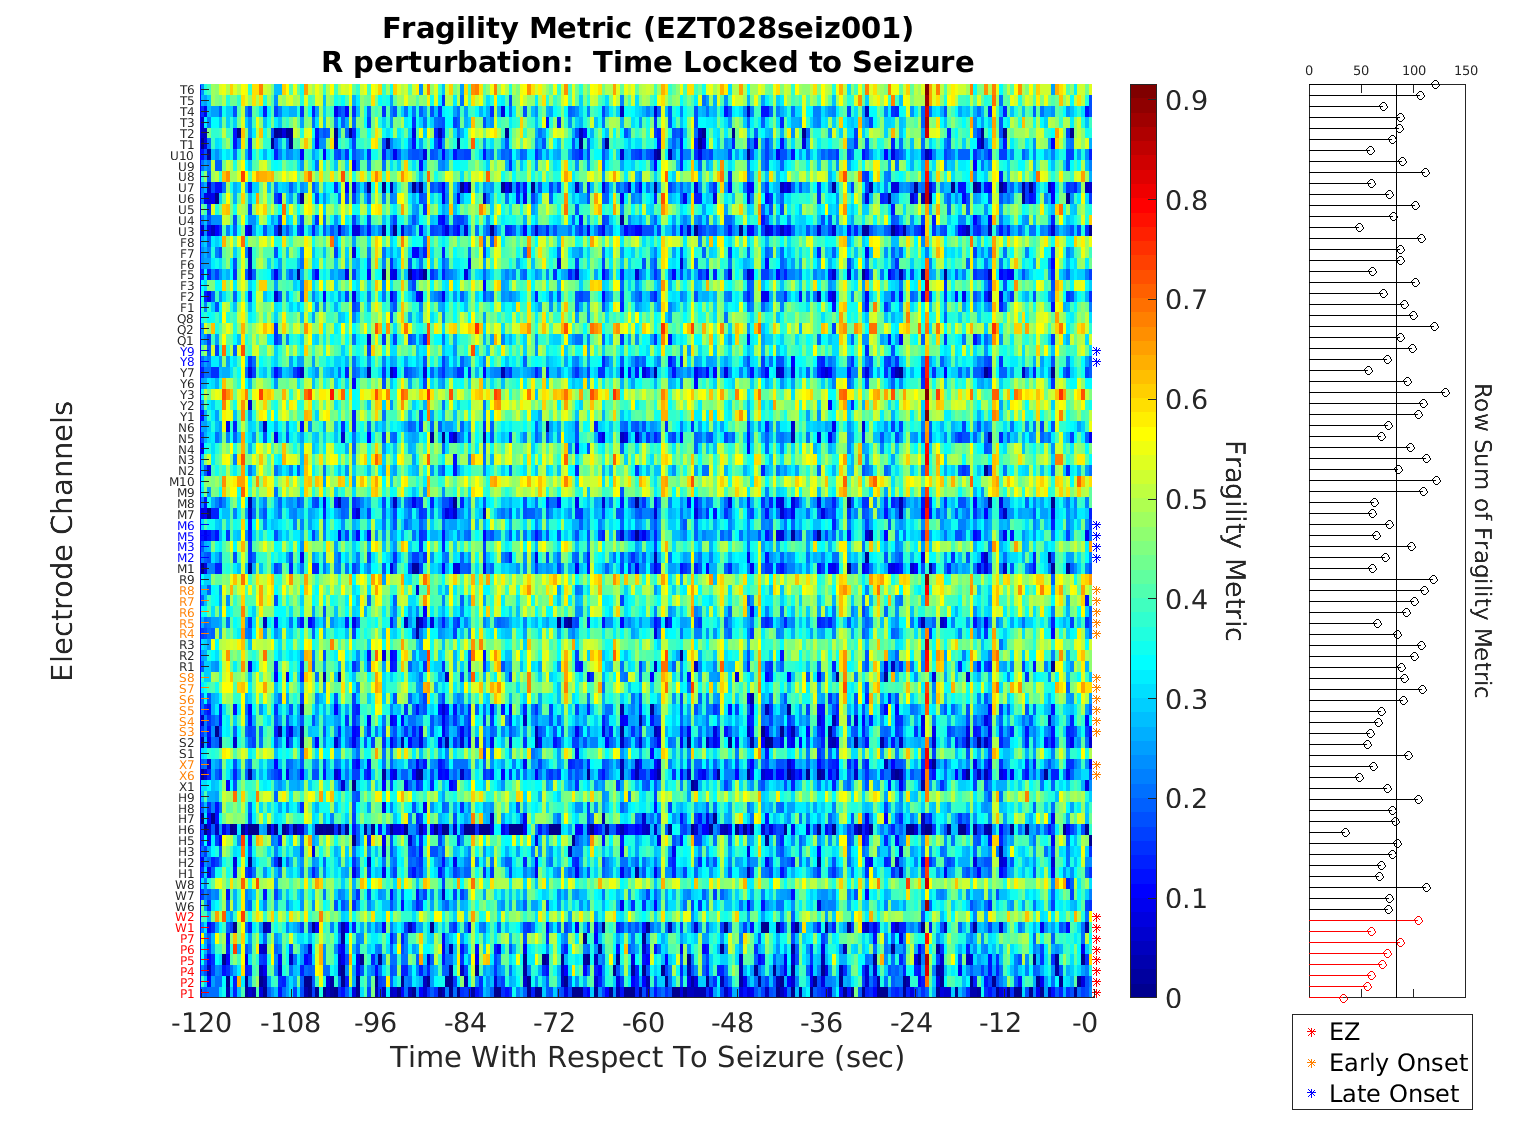 Fragility Metric (EZT028seiz001)
R perturbation:  Time Locked to Seizure
Electrode Channels
T6
T5
T4
T3
T2
T1
U10
U9
U8
U7
U6
U5
U4
U3
F8
F7
F6
F5
F3
F2
F1
Q8
Q2
Q1
Y9
Y8
Y7
Y6
Y3
Y2
Y1
N6
N5
N4
N3
N2
M10
M9
M8
M7
M6
M5
M3
M2
M1
R9
R8
R7
R6
R5
R4
R3
R2
R1
S8
S7
S6
S5
S4
S3
S2
S1
X7
X6
X1
H9
H8
H7
H6
H5
H3
H2
H1
W8
W7
W6
W2
W1
P7
P6
P5
P4
P2
P1
-120 -108 -96 -84 -72 -60 -48 -36 -24 -12 -0
Time With Respect To Seizure (sec)
0.9
0.8
0.7
0.6
0.5
0.4
0.3
0.2
0.1
0
Fragility Metric
0 50 100 150
Row Sum of Fragility Metric
EZ
Early Onset
Late Onset